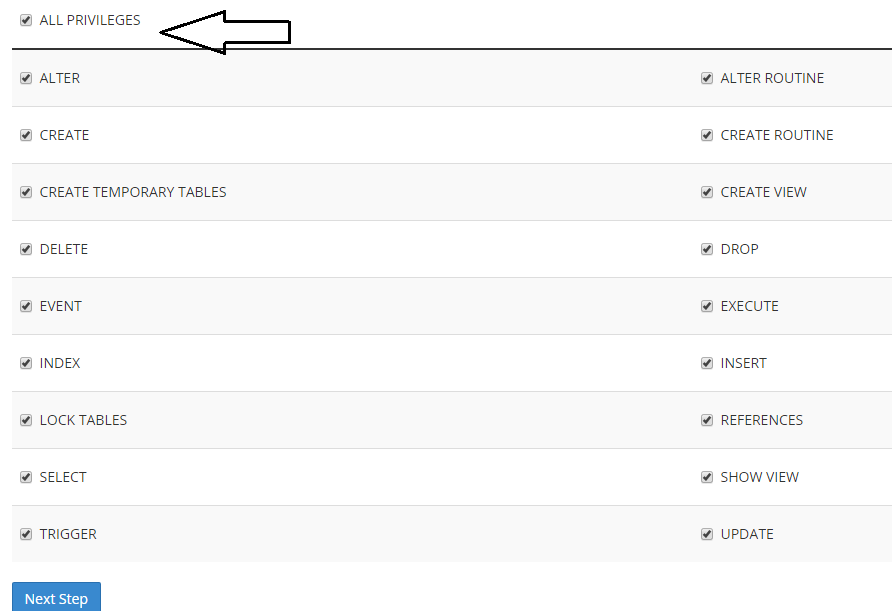 ALL PRIVILEGES
ALTER
ALTER ROUTINE
CREATE
CREATE ROUTINE
CREATE TEMPORARY TABLES
CREATE VIEW
DELETE
DROP
EVENT
EXECUTE
INDEX
INSERT
LOCK TABLES
REFERENCES
SELECT
SHOW VIEW
TRIGGER
UPDATE
Next Step